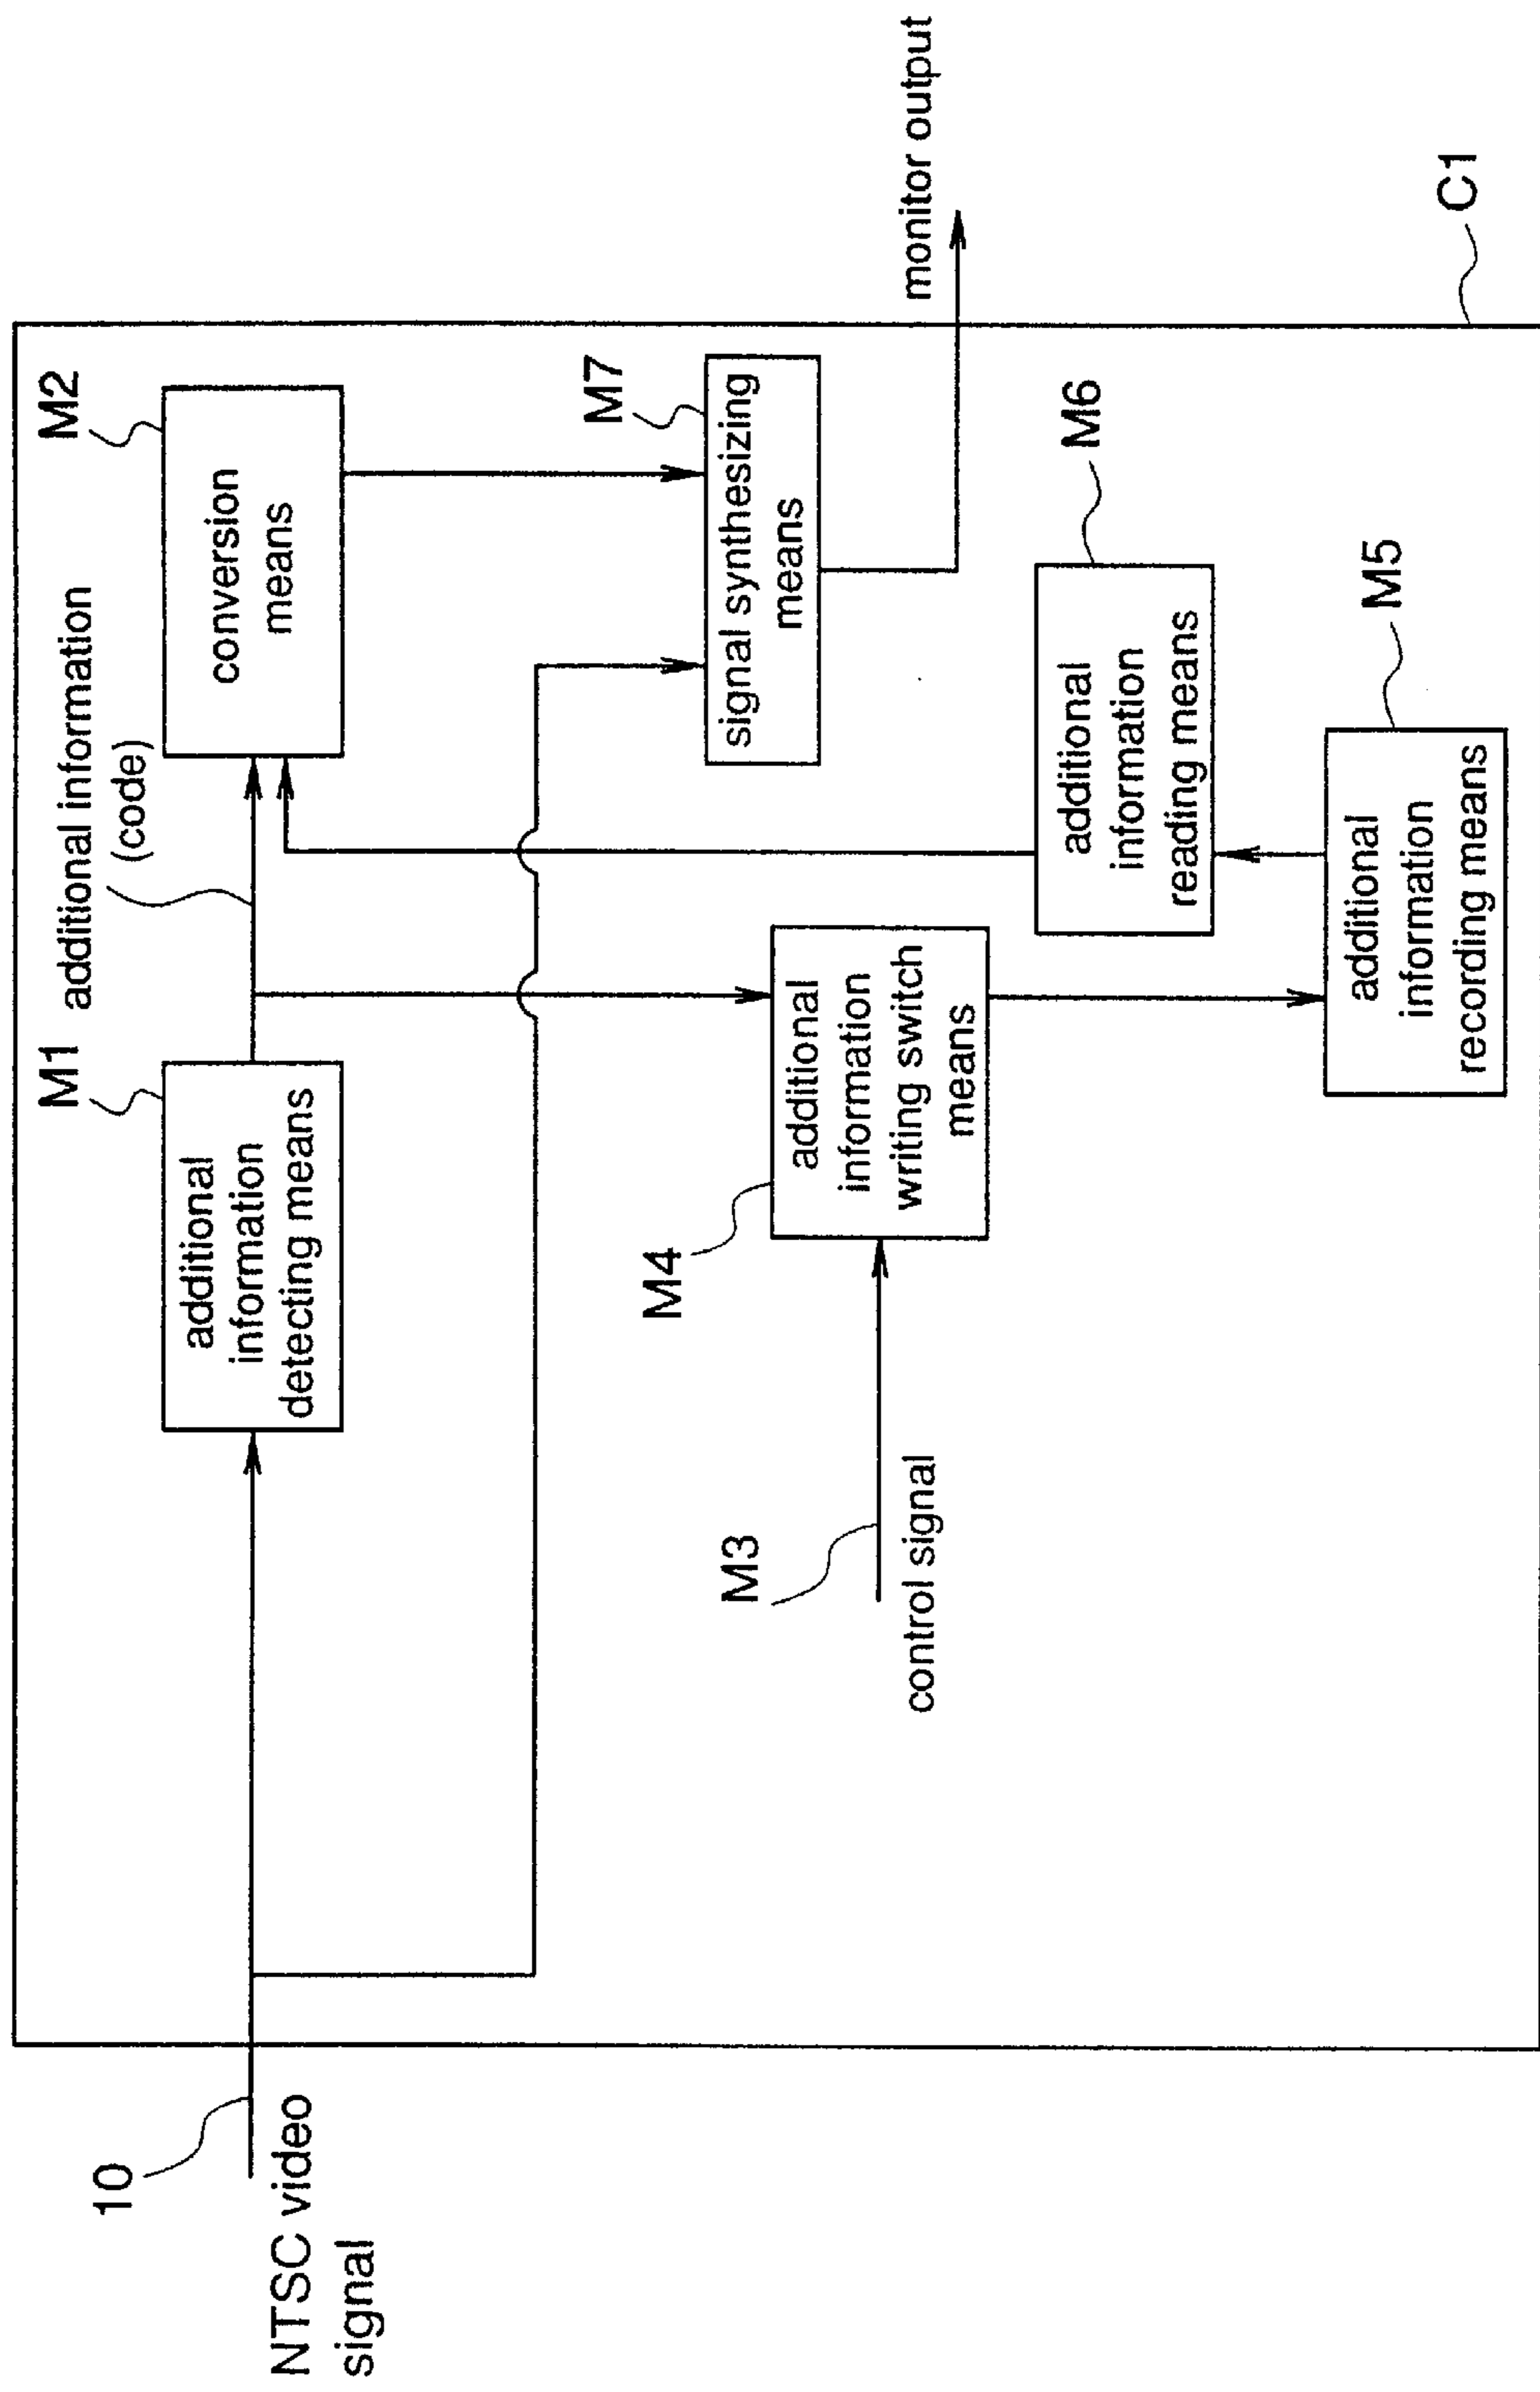 10
NTSC video
signal
M1
additional
information
detecting means
additional information
(code)
M2
conversion
means
M7
signal synthesizing
means
monitor output
M3
control signal
M4
additional
information
writing switch
means
M6
additional
information
reading means
M5
additional
information
recording means
C1